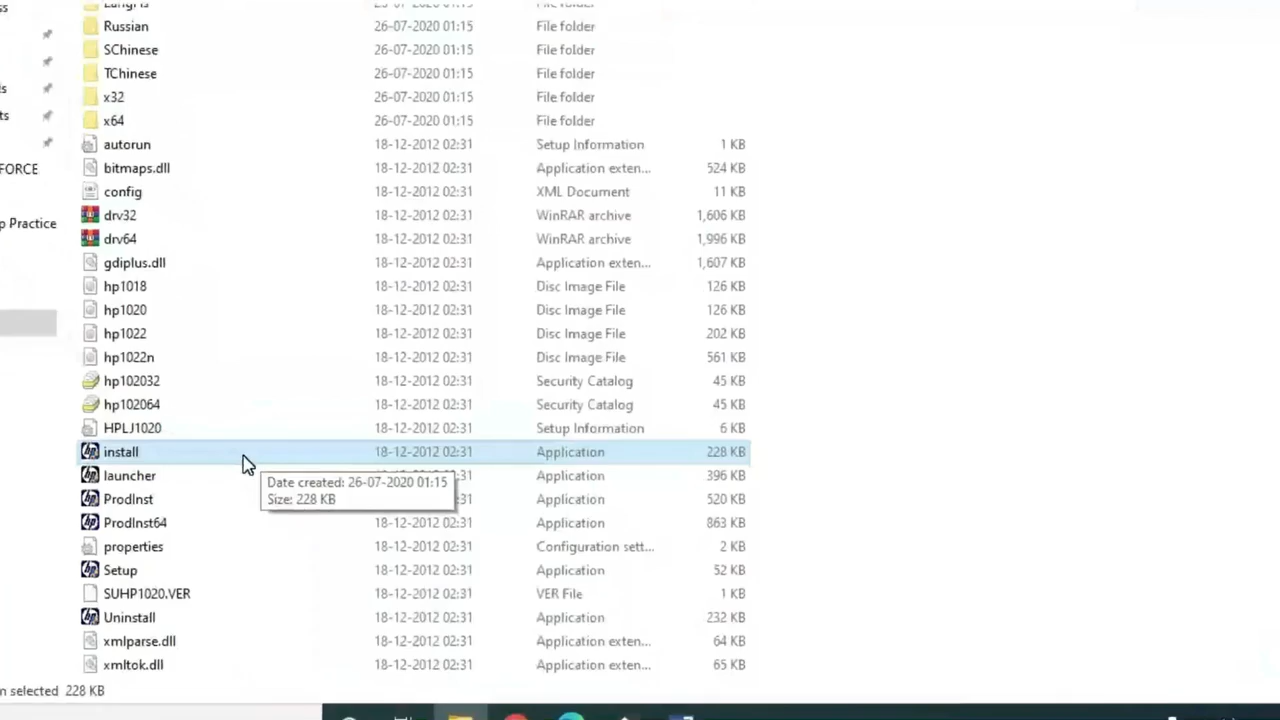 Russian 26-07-2020 01:15 File folder
SChinese 26-07-2020 01:15 File folder
TChinese 26-07-2020 01:15 File folder
x32 26-07-2020 01:15 File folder
x64 26-07-2020 01:15 File folder
autorun 18-12-2012 02:31 Setup Information 1 KB
bitmaps.dll 18-12-2012 02:31 Application exten... 524 KB
FORCE
config 18-12-2012 02:31 XML Document 11 KB
drv32 18-12-2012 02:31 WinRAR archive 1,606 KB
p Practice
drv64 18-12-2012 02:31 WinRAR archive 1,996 KB
gdiplus.dll 18-12-2012 02:31 Application exten... 1,607 KB
hp1018 18-12-2012 02:31 Disc Image File 126 KB
hp1020 18-12-2012 02:31 Disc Image File 126 KB
hp1022 18-12-2012 02:31 Disc Image File 202 KB
hp1022n 18-12-2012 02:31 Disc Image File 561 KB
hp102032 18-12-2012 02:31 Security Catalog 45 KB
hp102064 18-12-2012 02:31 Security Catalog 45 KB
HPLJ1020 18-12-2012 02:31 Setup Information 6 KB
install 18-12-2012 02:31 Application 228 KB
launcher 18-12-2012 02:31 Application 396 KB
Date created: 26-07-2020 01:15
Size: 228 KB
ProdInst Application 520 KB
ProdInst64 18-12-2012 02:31 Application 863 KB
properties 18-12-2012 02:31 Configuration sett... 2 KB
Setup 18-12-2012 02:31 Application 52 KB
SUHP1020.VER 18-12-2012 02:31 VER File 1 KB
Uninstall 18-12-2012 02:31 Application 232 KB
xmlparse.dll 18-12-2012 02:31 Application exten... 64 KB
xmltok.dll 18-12-2012 02:31 Application exten... 65 KB
n selected 228 KB